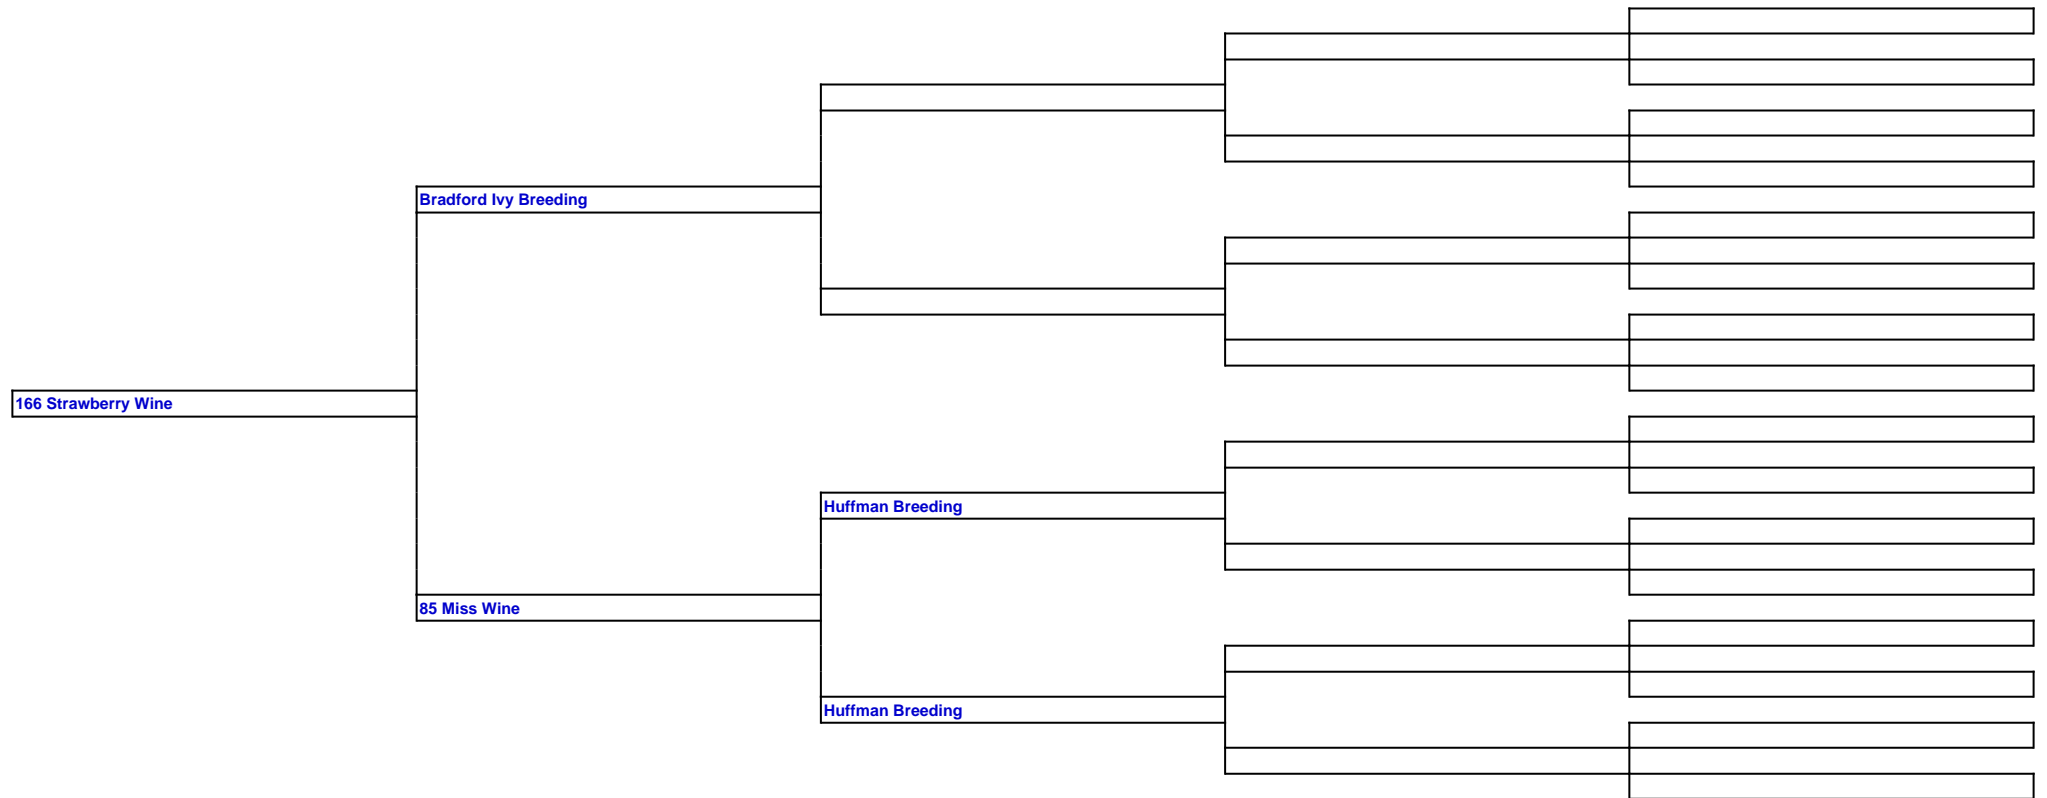 Bradford Ivy Breeding
166 Strawberry Wine
Huffman Breeding
85 Miss Wine
Huffman Breeding